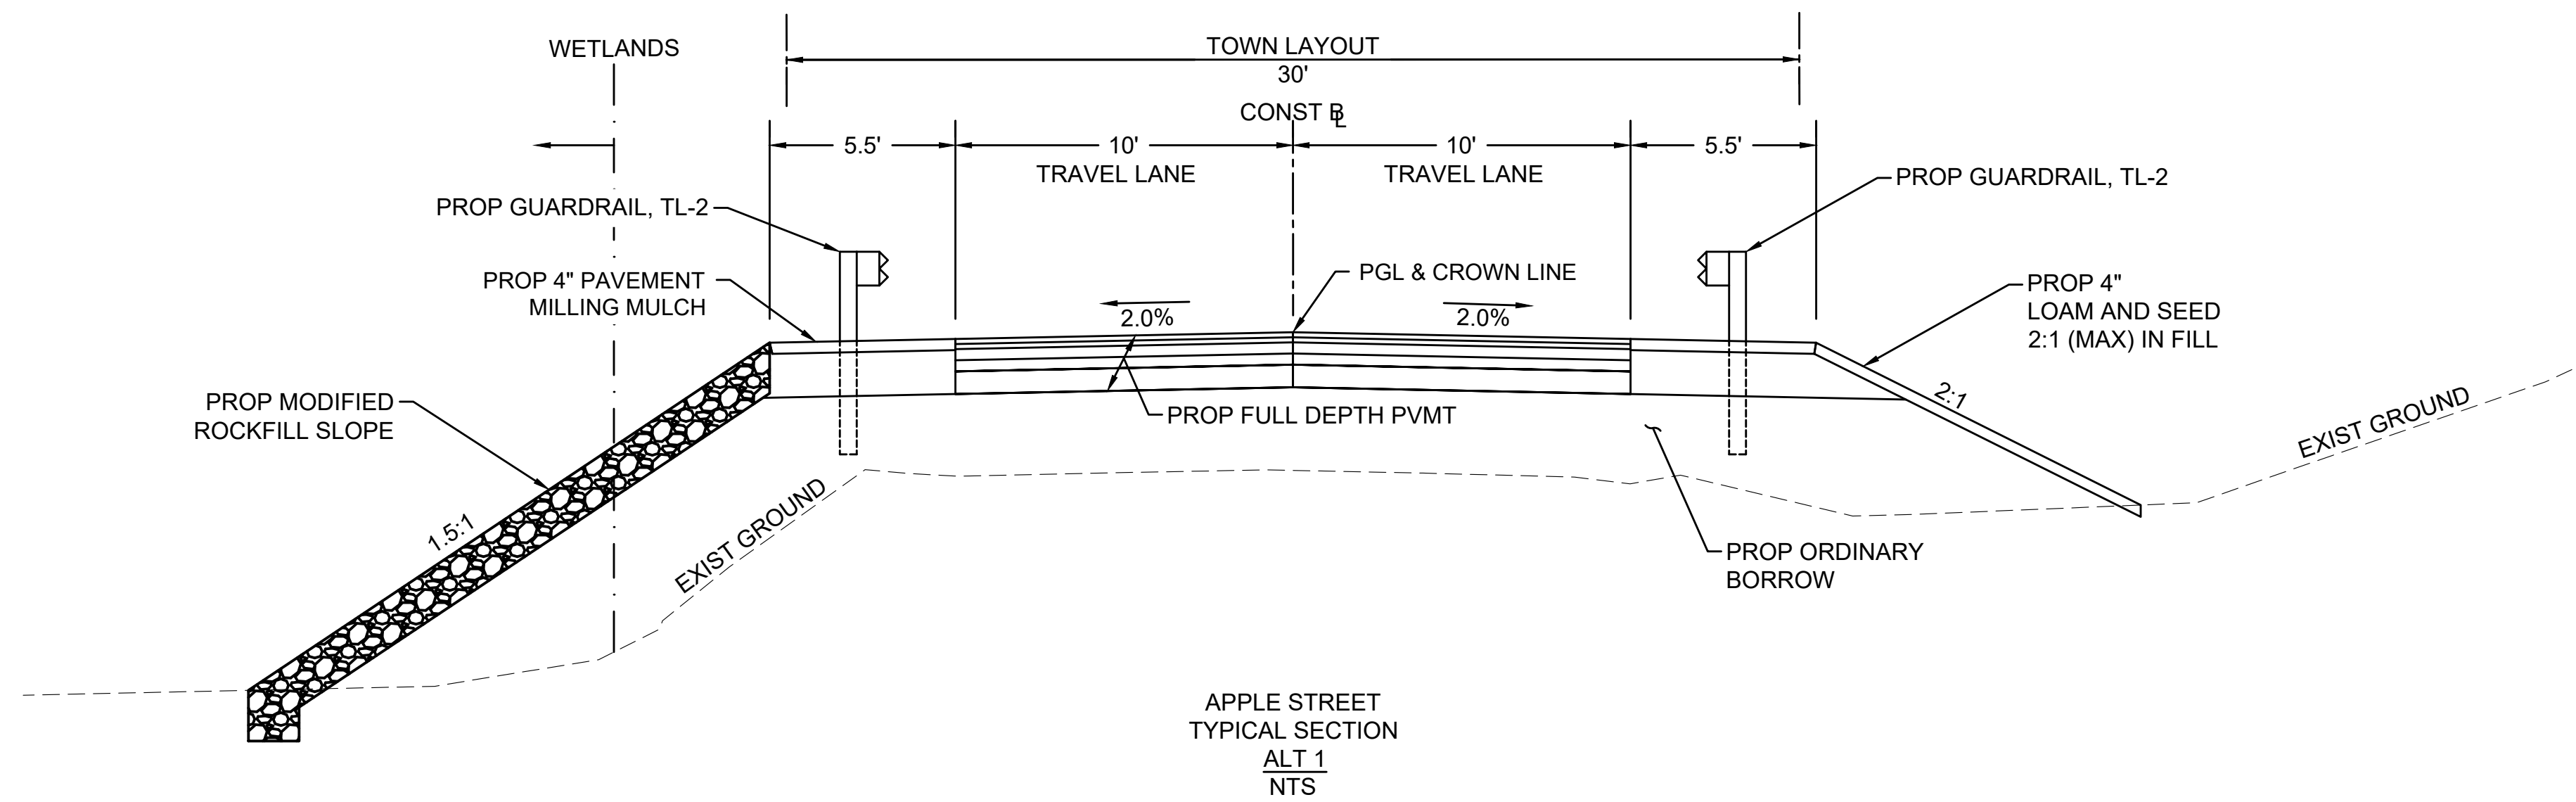 WETLANDS
TOWN LAYOUT
30'
CONST BL
5.5'
10'
10'
5.5'
TRAVEL LANE
TRAVEL LANE
PROP GUARDRAIL, TL-2
PROP GUARDRAIL, TL-2
PROP 4" PAVEMENT
MILLING MULCH
PGL & CROWN LINE
PROP 4"
LOAM AND SEED
2:1 (MAX) IN FILL
2.0%
2.0%
PROP MODIFIED
ROCKFILL SLOPE
PROP FULL DEPTH PVMT
2:1
EXIST GROUND
1.5:1
EXIST GROUND
PROP ORDINARY
BORROW
APPLE STREET
TYPICAL SECTION
ALT 1
NTS